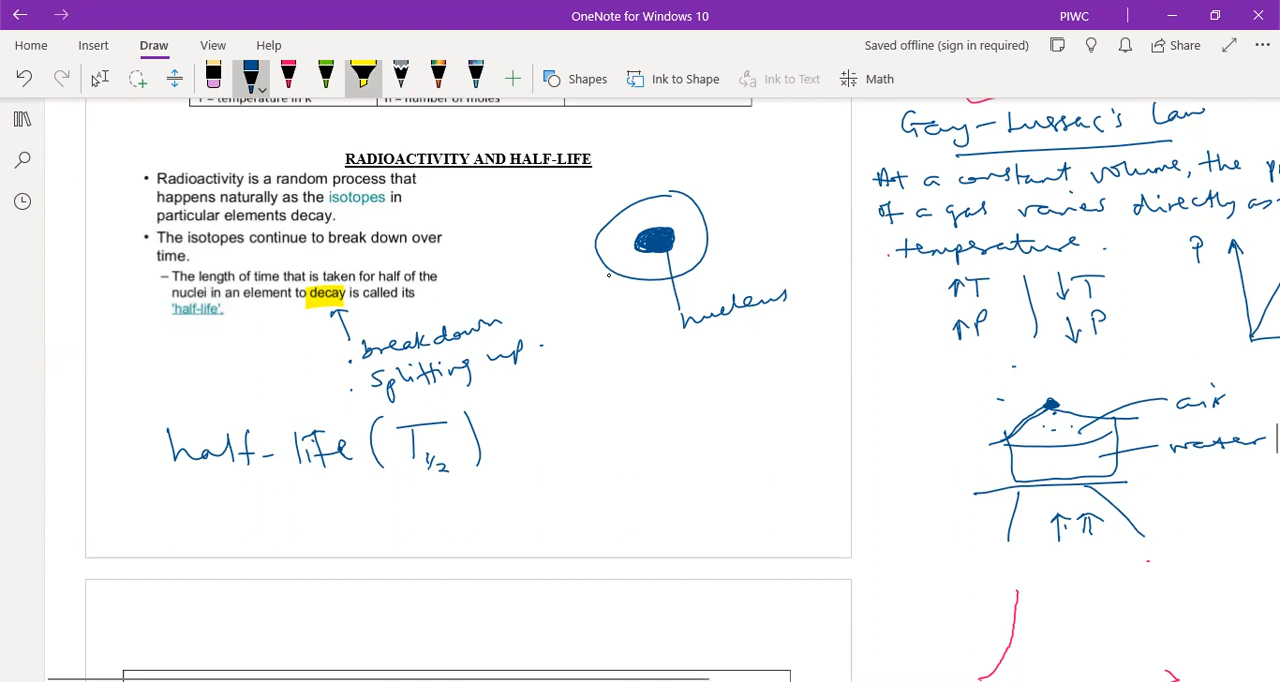 OneNote for Windows 10
PIWC
Home Insert Draw View Help
Saved offline (sign in required)
Share
Shapes
Ink to Shape
Ink to Text
Math
T = temperature in K
n = number of moles
RADIOACTIVITY AND HALF-LIFE
• Radioactivity is a random process that
happens naturally as the isotopes in
particular elements decay.
• The isotopes continue to break down over
time.
– The length of time that is taken for half of the
nuclei in an element to decay is called its
'half-life'.
• breakdown
• splitting up
half-life (T1/2)
nucleus
Gay-Lussac's Law
At a constant volume, the
of a gas varies directly as
temperature.
P
↑T ↓T
↑P ↓P
air
water